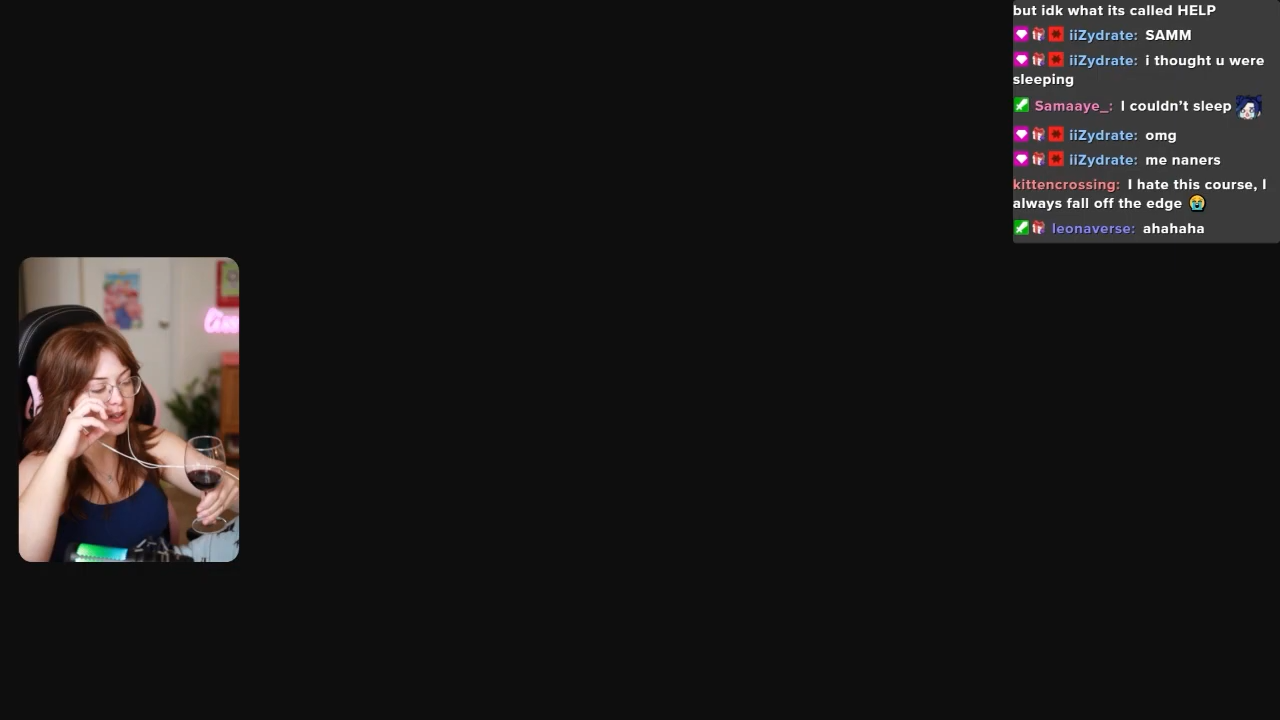 but idk what its called HELP
iiZydrate: SAMM
iiZydrate: i thought u were
sleeping
Samaaye_: I couldn't sleep
iiZydrate: omg
iiZydrate: me naners
kittencrossing: I hate this course, I
always fall off the edge 😭
leonaverse: ahahaha